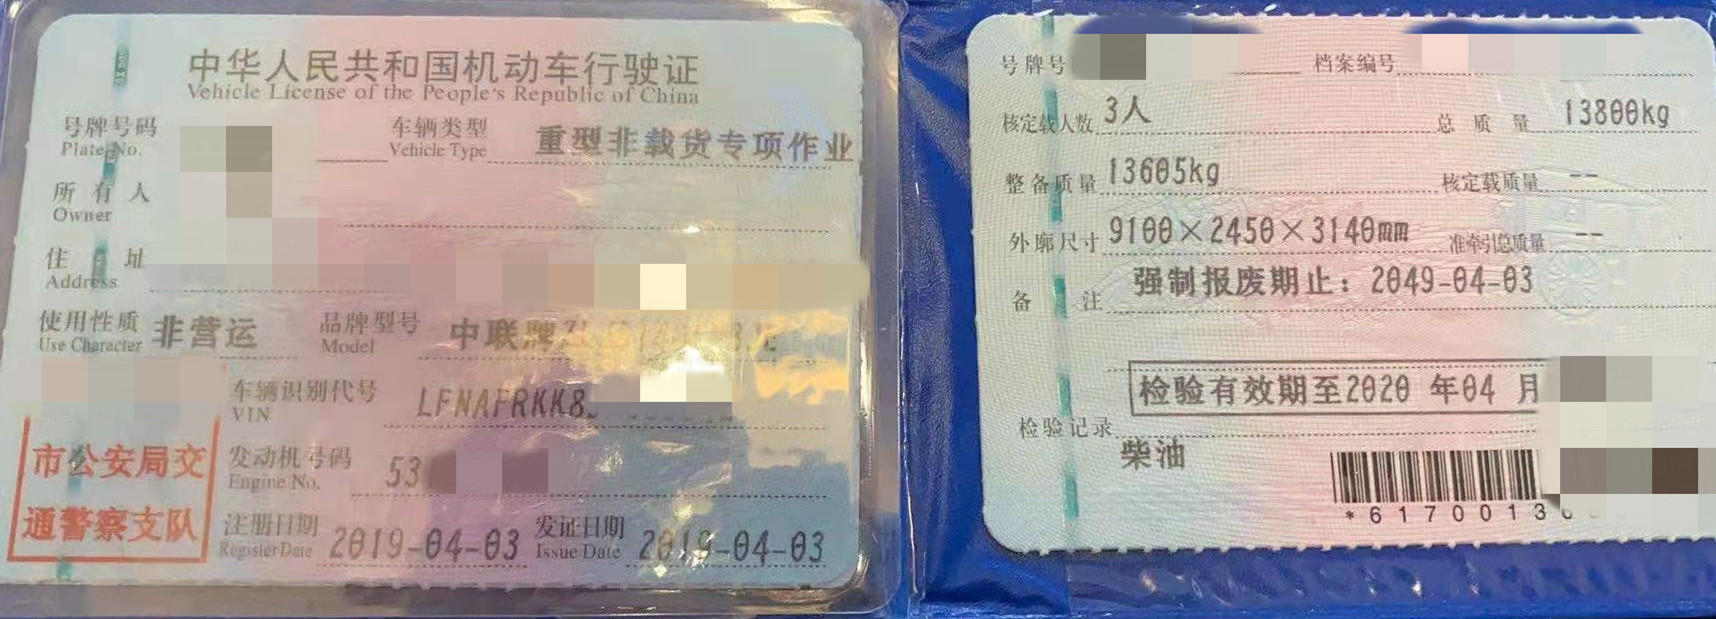 中华人民共和国机动车行驶证
Vehicle License of the People's Republic of China
号牌号码
Plate No.
车辆类型 重型非载货专项作业
Vehicle Type
所有人
Owner
住址
Address
使用性质 非营运
Use Character
品牌型号 中联牌
Model
车辆识别代号 LFNAFRKK8
VIN
市公安局交
通警察支队
发动机号码 53
Engine No.
注册日期 2019-04-03
Register Date
发证日期 2019-04-03
Issue Date
号牌号
档案编号
核定载人数 3人
总质量 13800kg
整备质量 13605kg
核定载质量 --
外廓尺寸 9100×2450×3140mm
准牵引总质量 --
备注 强制报废期止：2049-04-03
检验有效期至2020 年04 月
检验记录
柴油
*6170013